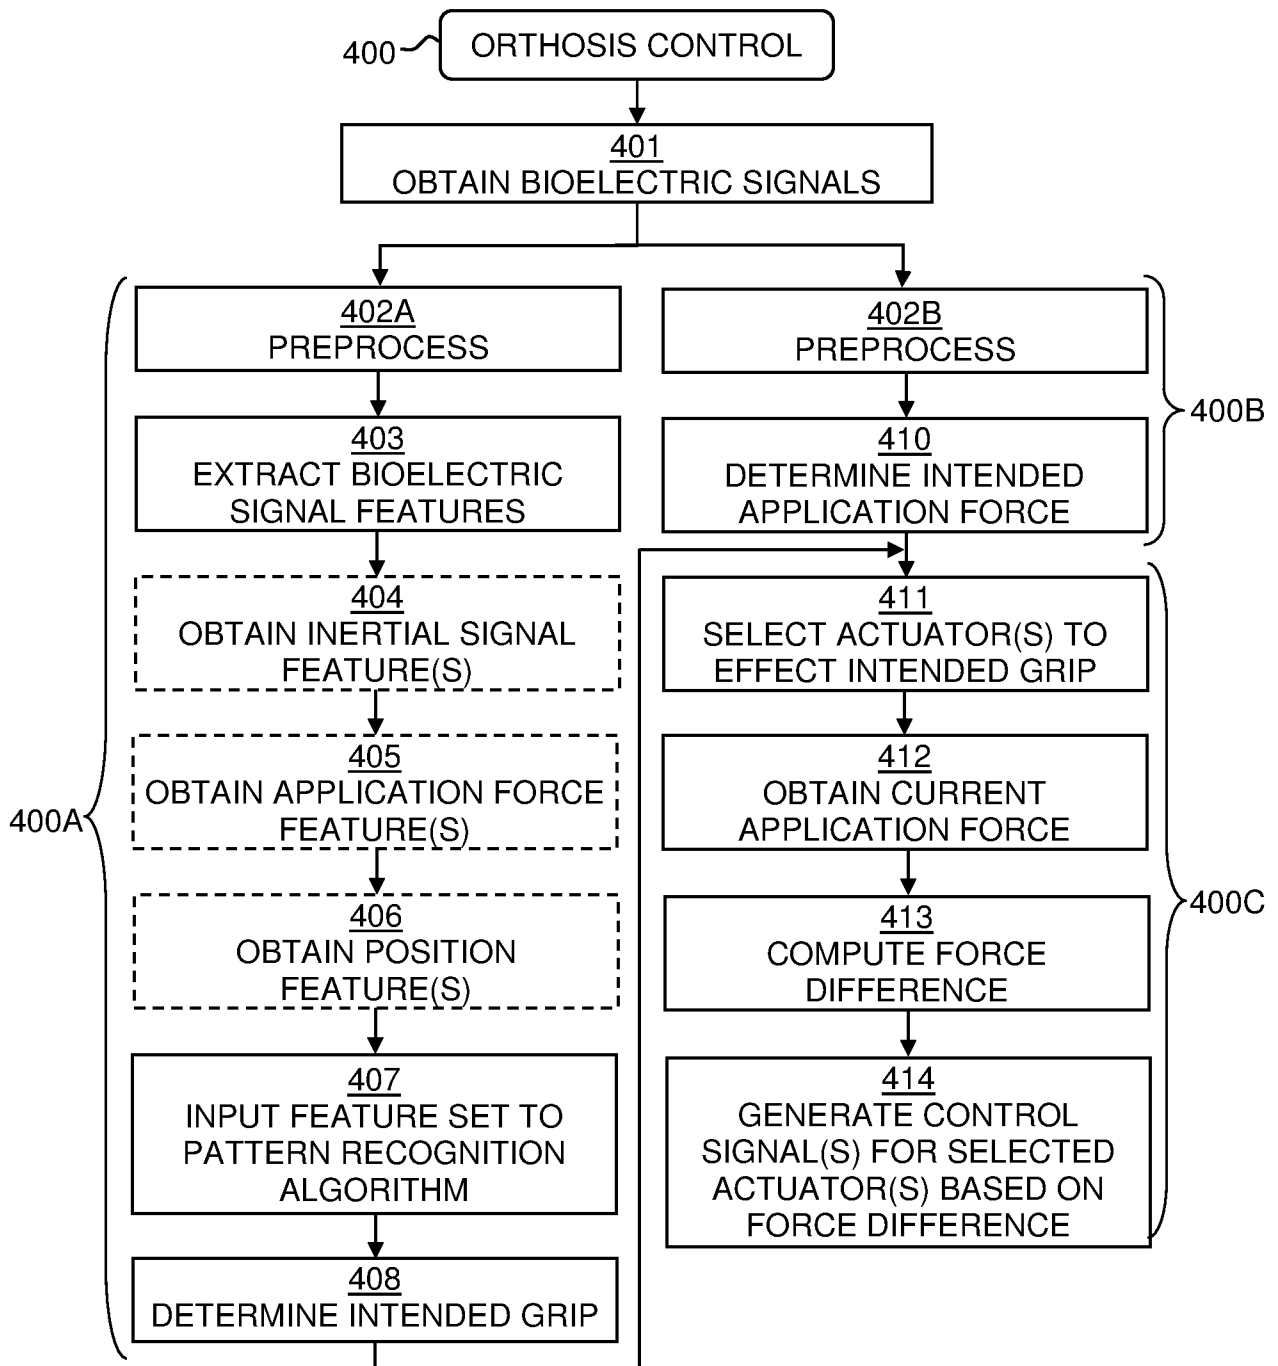 400
ORTHOSIS CONTROL
401
OBTAIN BIOELECTRIC SIGNALS
400A
402A
PREPROCESS
403
EXTRACT BIOELECTRIC
SIGNAL FEATURES
404
OBTAIN INERTIAL SIGNAL
FEATURE(S)
405
OBTAIN APPLICATION FORCE
FEATURE(S)
406
OBTAIN POSITION
FEATURE(S)
407
INPUT FEATURE SET TO
PATTERN RECOGNITION
ALGORITHM
408
DETERMINE INTENDED GRIP
402B
PREPROCESS
410
DETERMINE INTENDED
APPLICATION FORCE
400B
411
SELECT ACTUATOR(S) TO
EFFECT INTENDED GRIP
412
OBTAIN CURRENT
APPLICATION FORCE
413
COMPUTE FORCE
DIFFERENCE
414
GENERATE CONTROL
SIGNAL(S) FOR SELECTED
ACTUATOR(S) BASED ON
FORCE DIFFERENCE
400C